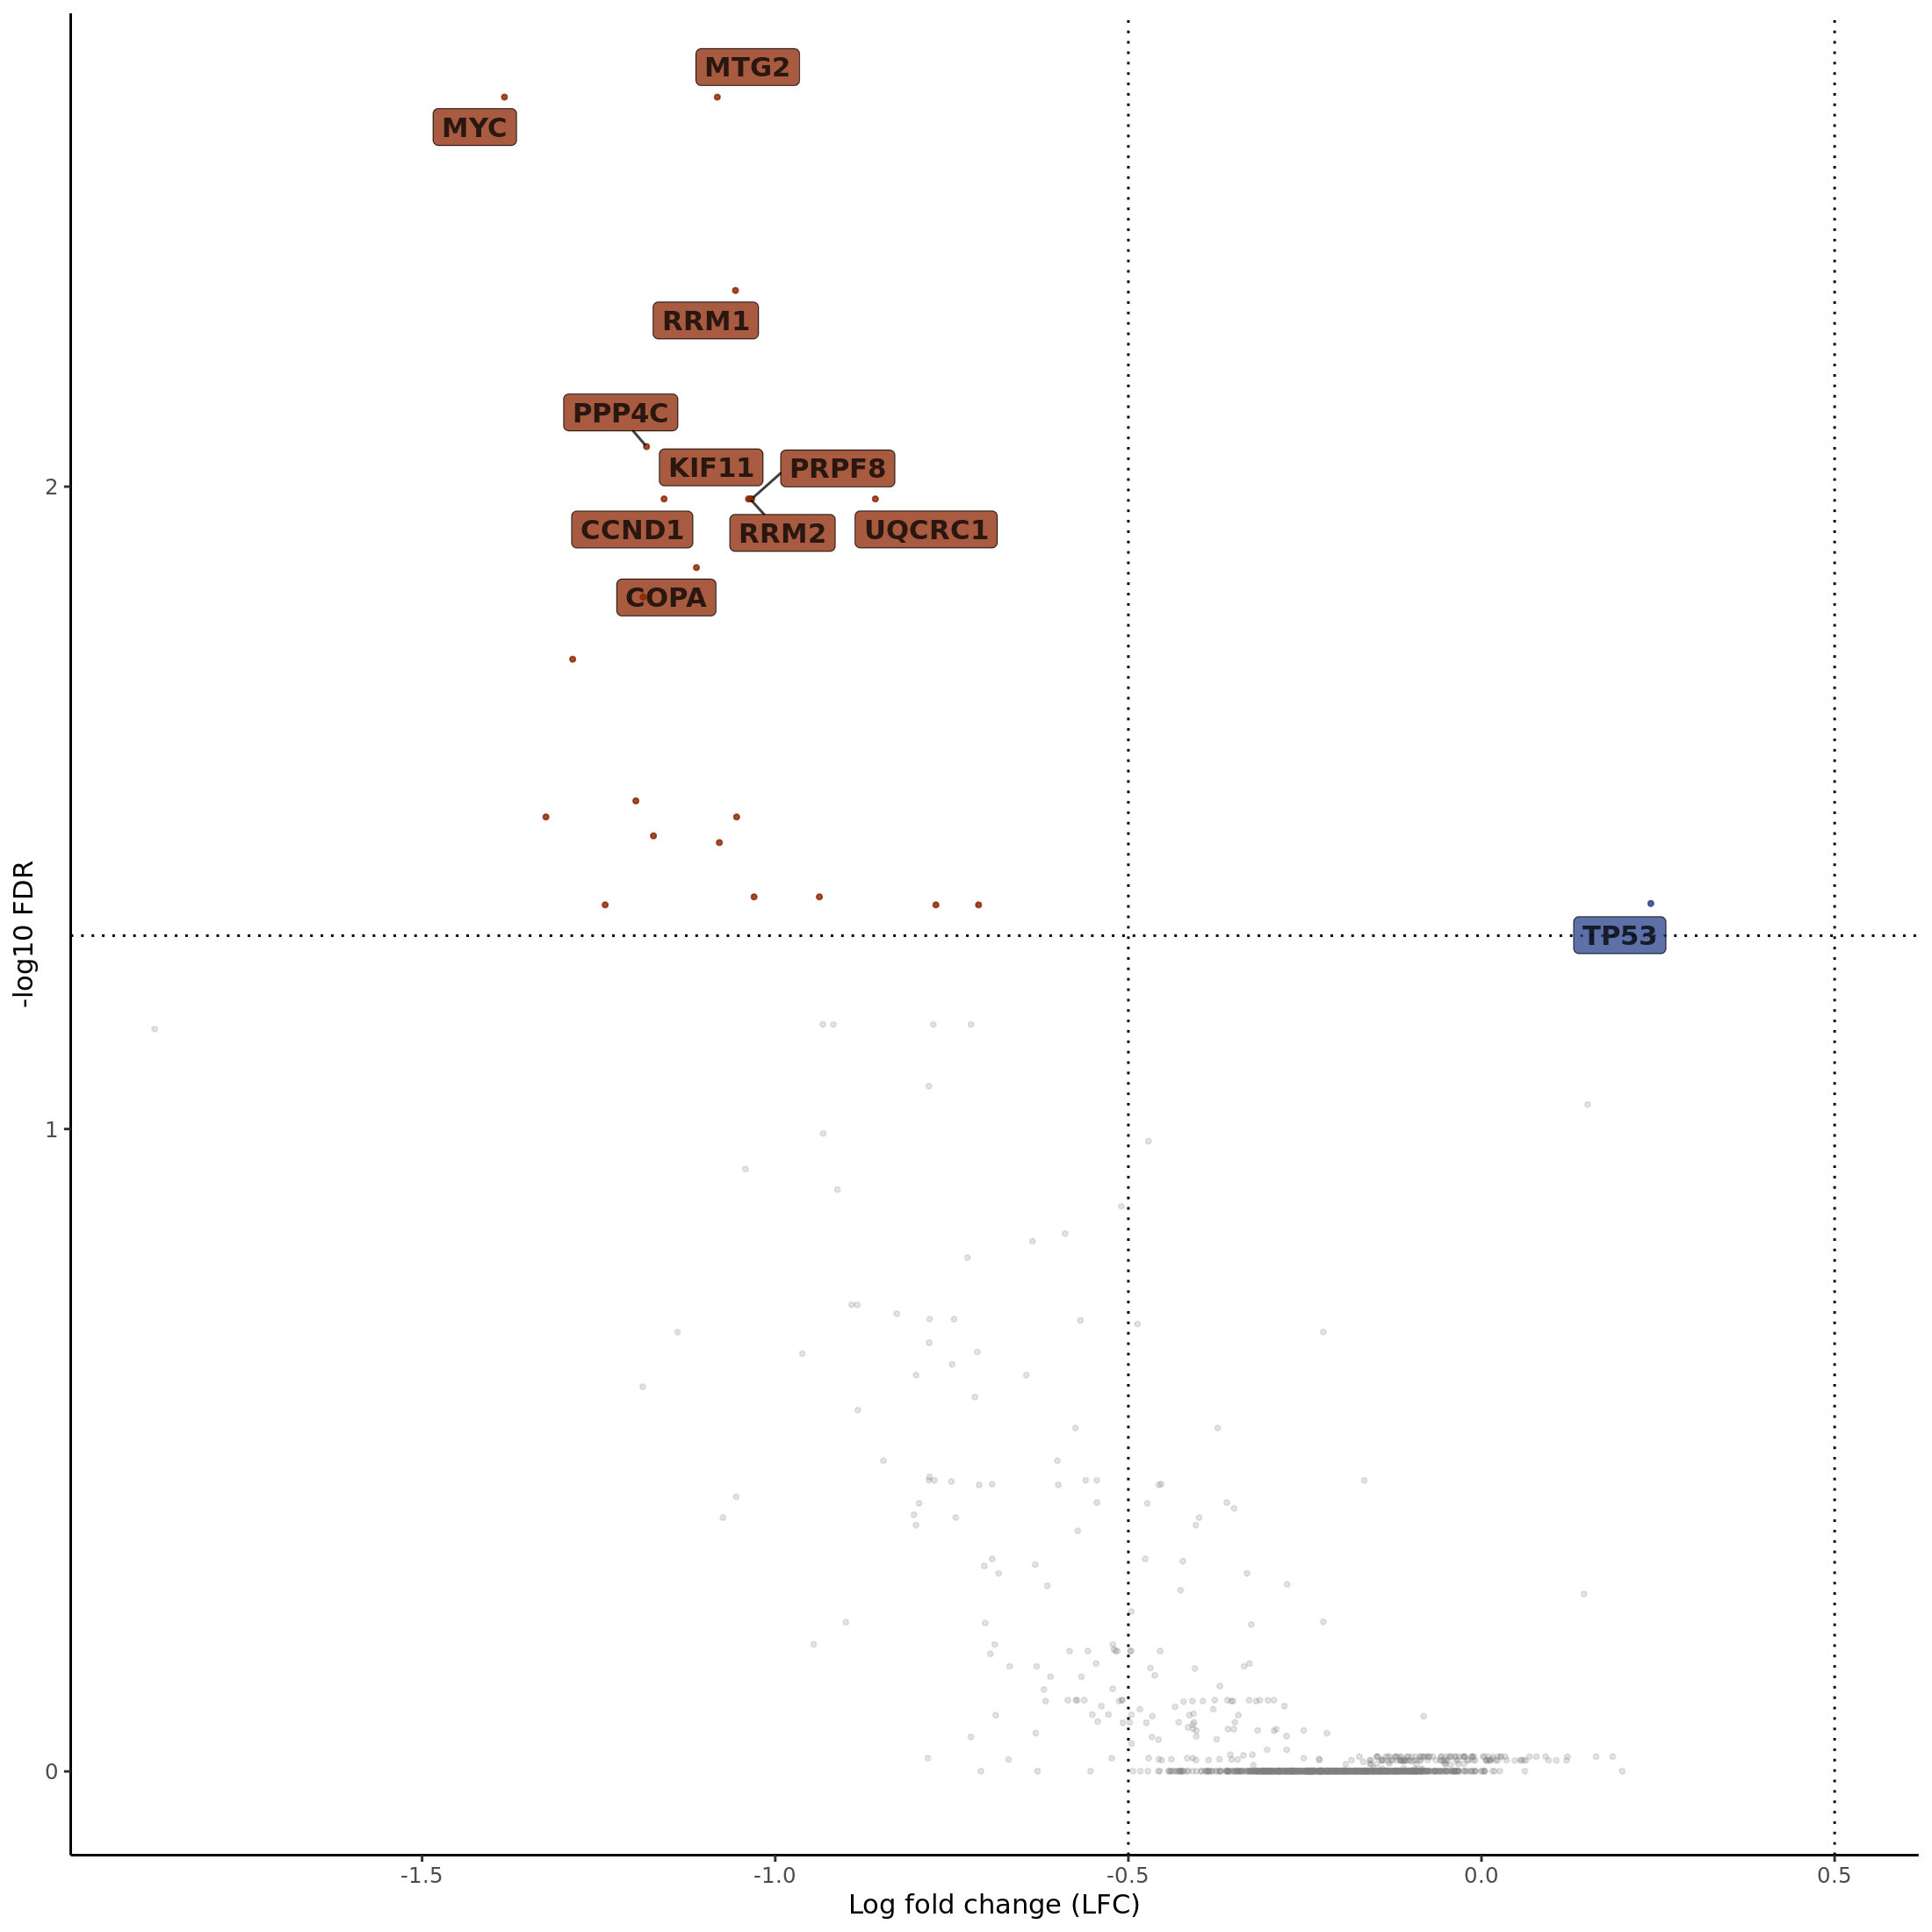 MTG2
MYC
RRM1
PPP4C
KIF11
PRPF8
CCND1
RRM2
UQCRC1
COPA
TP53
2
1
0
-log10 FDR
-1.5
-1.0
-0.5
0.0
0.5
Log fold change (LFC)